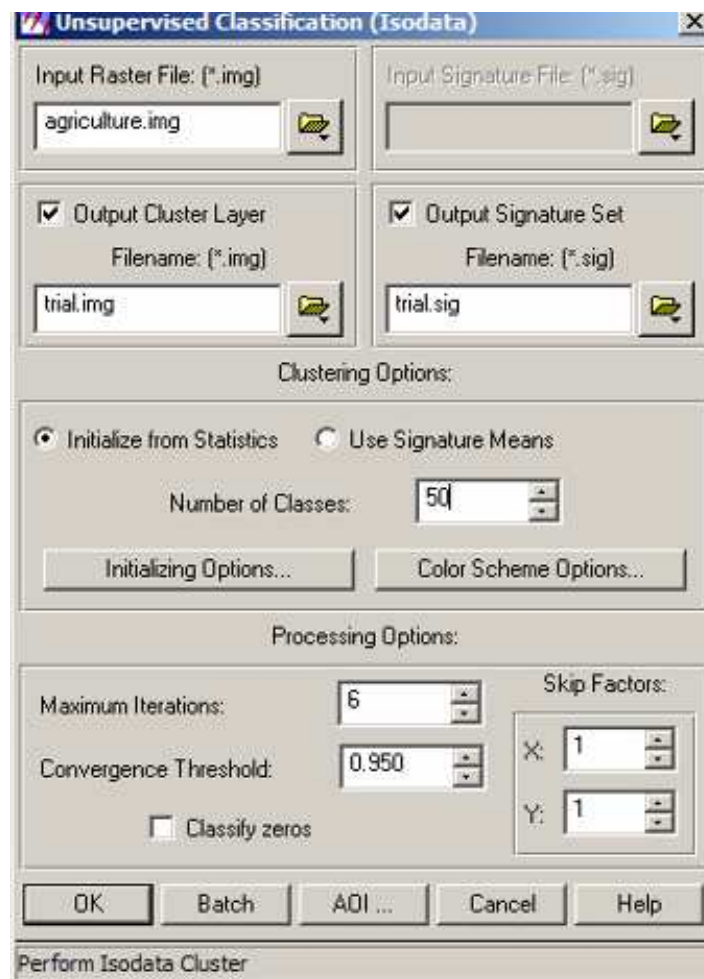 Unsupervised Classification (Isodata)
Input Raster File: (*.img)
Input Signature File: (*.sig)
agriculture.img
Output Cluster Layer
Output Signature Set
Filename: (*.img)
Filename: (*.sig)
trial.img
trial.sig
Clustering Options:
Initialize from Statistics
Use Signature Means
Number of Classes:
50
Initializing Options...
Color Scheme Options...
Processing Options:
Maximum Iterations:
6
Skip Factors:
Convergence Threshold:
0.950
X:
1
Classify zeros
Y:
1
OK
Batch
AOI ...
Cancel
Help
Perform Isodata Cluster